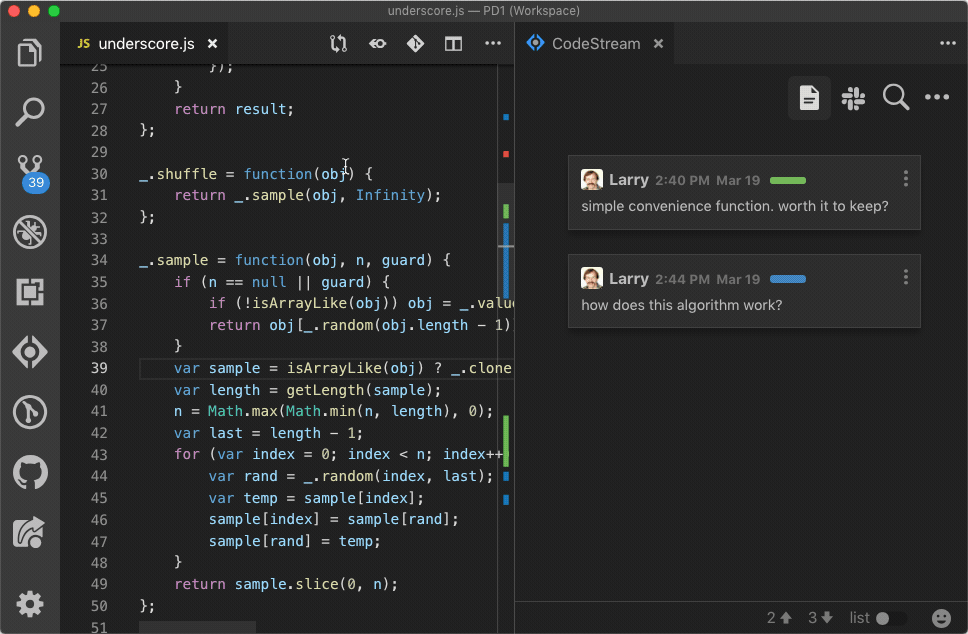 underscore.js — PD1 (Workspace)
JS underscore.js ×
CodeStream ×
39
25 });
26 }
27 return result;
28 };
29
30 _.shuffle = function(obj) {
31 return _.sample(obj, Infinity);
32 };
33
34 _.sample = function(obj, n, guard) {
35 if (n == null || guard) {
36 if (!isArrayLike(obj)) obj = _.valu
37 return obj[_.random(obj.length - 1)
38 }
39 var sample = isArrayLike(obj) ? _.clone
40 var length = getLength(sample);
41 n = Math.max(Math.min(n, length), 0);
42 var last = length - 1;
43 for (var index = 0; index < n; index++
44 var rand = _.random(index, last);
45 var temp = sample[index];
46 sample[index] = sample[rand];
47 sample[rand] = temp;
48 }
49 return sample.slice(0, n);
50 };
51
Larry 2:40 PM Mar 19
simple convenience function. worth it to keep?
Larry 2:44 PM Mar 19
how does this algorithm work?
2 3 list